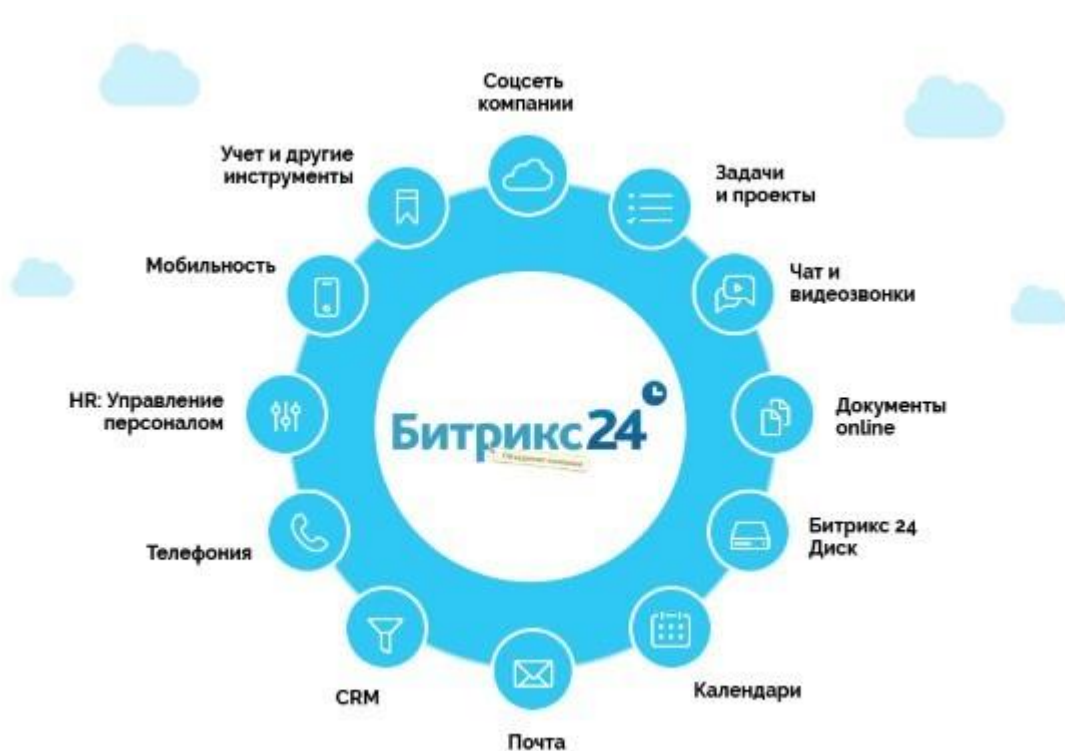 Соцсеть
компании
Задачи
и проекты
Чат и
видеозвонки
Документы
online
Битрикс 24
Диск
Календари
Почта
CRM
Телефония
HR: Управление
персоналом
Мобильность
Учет и другие
инструменты
Битрикс24